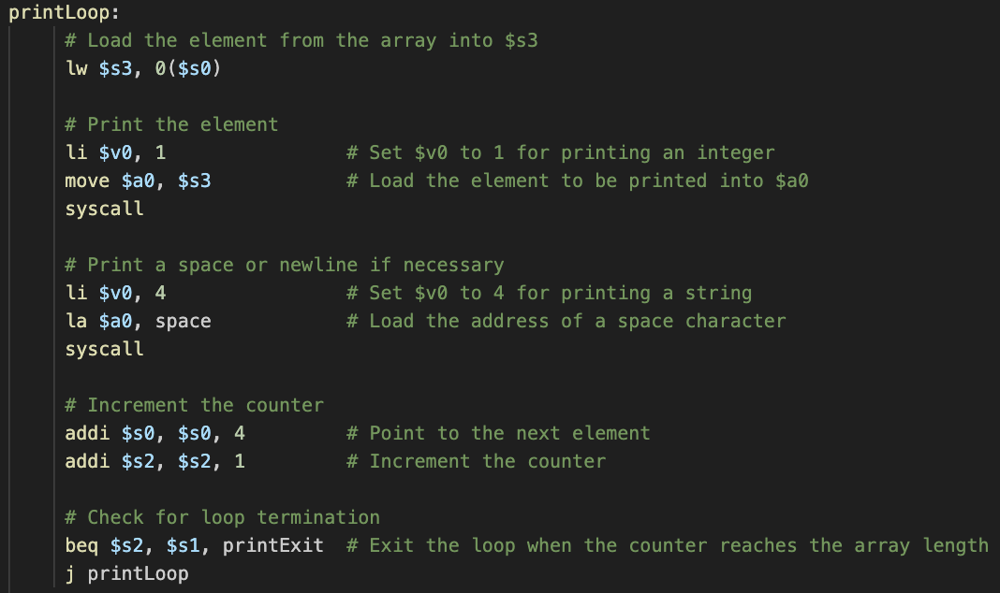 printLoop:
# Load the element from the array into $s3
lw $s3, 0($s0)
# Print the element
li $v0, 1 # Set $v0 to 1 for printing an integer
move $a0, $s3 # Load the element to be printed into $a0
syscall
# Print a space or newline if necessary
li $v0, 4 # Set $v0 to 4 for printing a string
la $a0, space # Load the address of a space character
syscall
# Increment the counter
addi $s0, $s0, 4 # Point to the next element
addi $s2, $s2, 1 # Increment the counter
# Check for loop termination
beq $s2, $s1, printExit # Exit the loop when the counter reaches the array length
j printLoop